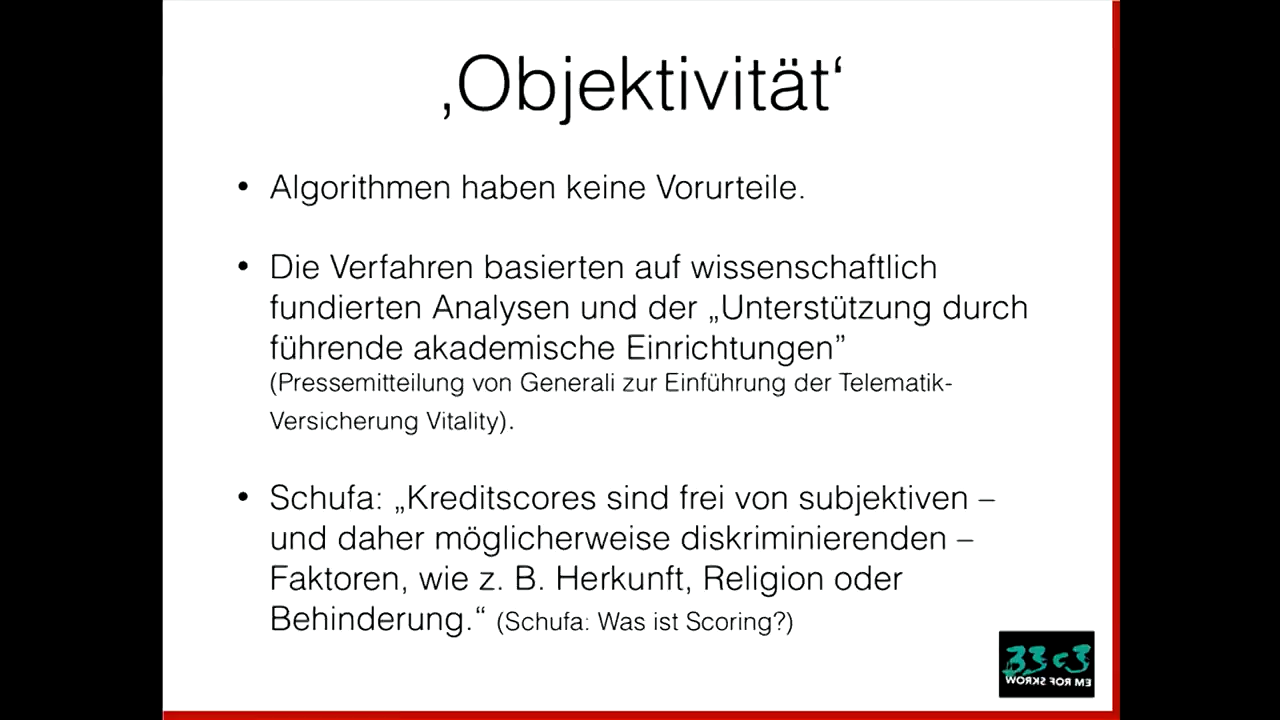 ‚Objektivität‘
• Algorithmen haben keine Vorurteile.
• Die Verfahren basierten auf wissenschaftlich
fundierten Analysen und der „Unterstützung durch
führende akademische Einrichtungen”
(Pressemitteilung von Generali zur Einführung der Telematik-
Versicherung Vitality).
• Schufa: „Kreditscores sind frei von subjektiven –
und daher möglicherweise diskriminierenden –
Faktoren, wie z. B. Herkunft, Religion oder
Behinderung.“ (Schufa: Was ist Scoring?)
33c3
WORKS FOR ME